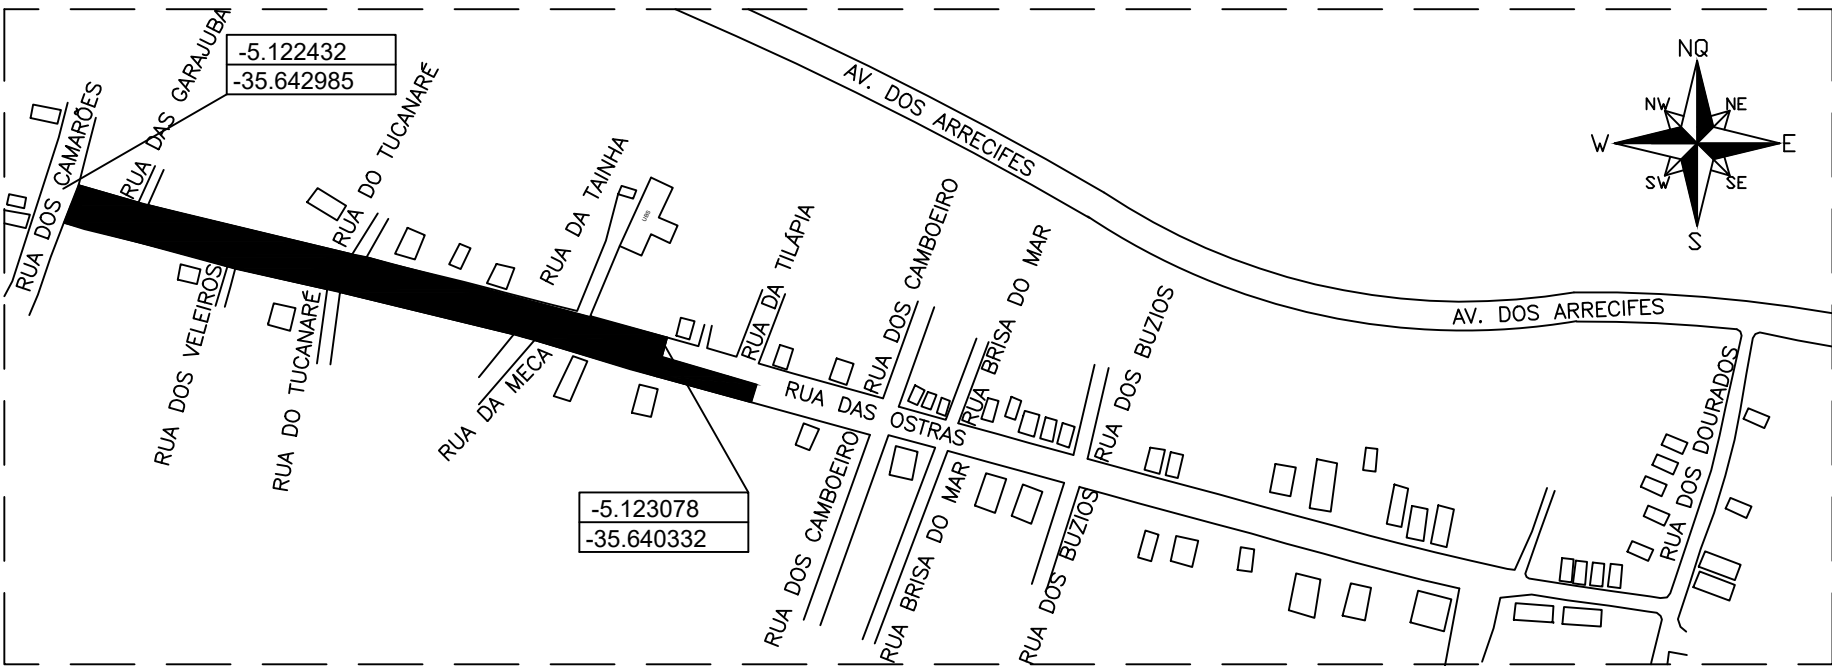 -5.122432
-35.642985
RUA DOS CAMARÕES
RUA DAS GARAJUBA
RUA DO TUCANARÉ
RUA DA TAINHA
UBS
RUA DA TILÁPIA
RUA DOS CAMBOEIRO
RUA BRISA DO MAR
RUA DOS BUZIOS
AV. DOS ARRECIFES
AV. DOS ARRECIFES
NQ
NW
NE
W
E
SW
SE
S
RUA DOS VELEIROS
RUA DO TUCANARÉ
RUA DA MECA
RUA DAS OSTRAS
RUA DOS CAMBOEIRO
RUA BRISA DO MAR
RUA DOS BUZIOS
RUA DOS DOURADOS
-5.123078
-35.640332